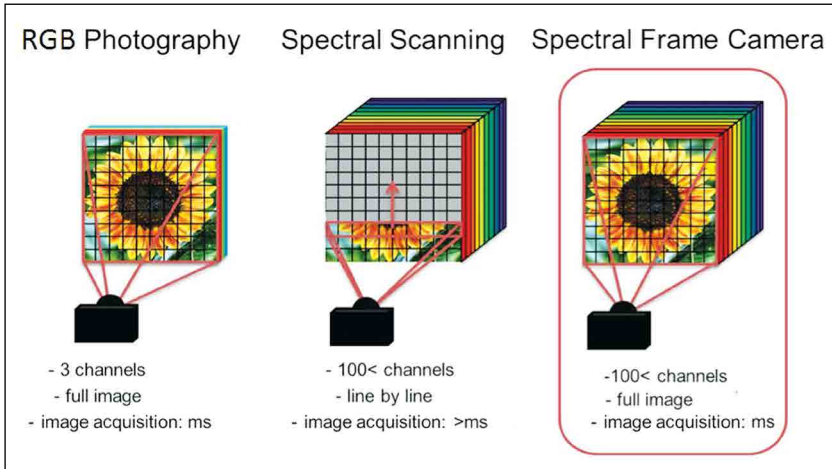 RGB Photography
Spectral Scanning
Spectral Frame Camera
- 3 channels
- full image
- image acquisition: ms
- 100< channels
- line by line
- image acquisition: >ms
-100< channels
- full image
- image acquisition: ms